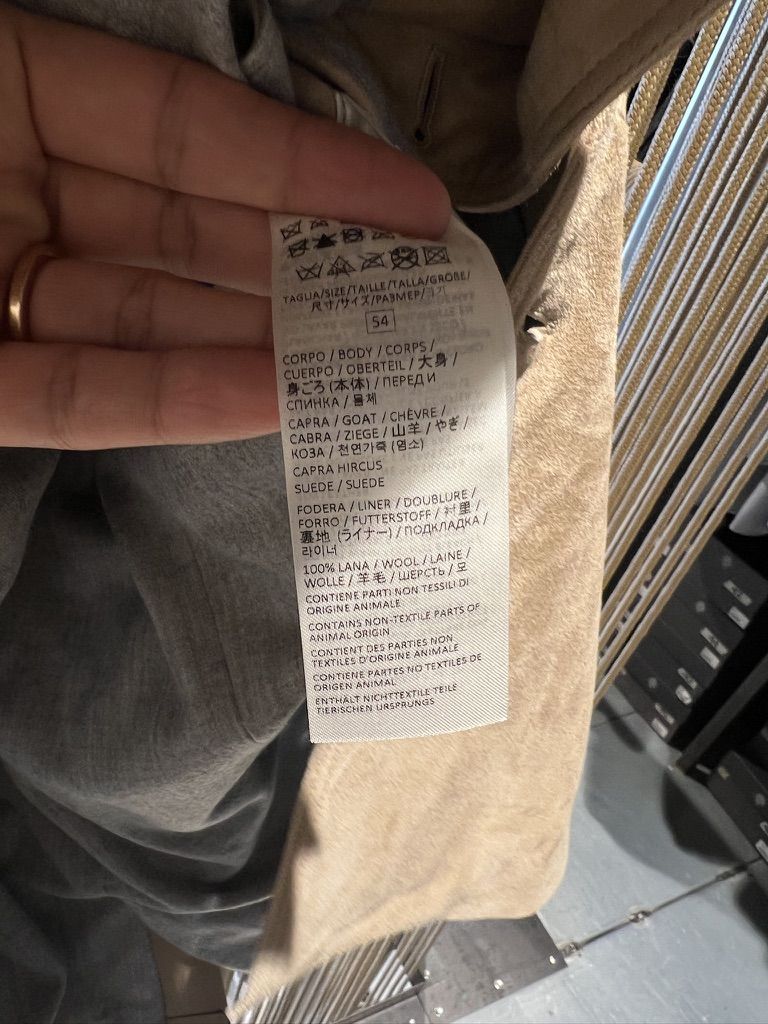 TAGLIA/SIZE/TAILLE/TALLA/GRÖßE/
尺寸/サイズ/РАЗМЕР/크기
54
CORPO / BODY / CORPS /
CUERPO / OBERTEIL / 大身 /
身ごろ (本体) / ПЕРЕД И
СПИНКА / 몸체
CAPRA / GOAT / CHÈVRE /
CABRA / ZIEGE / 山羊 / やぎ /
КОЗА / 천연가죽 (염소)
CAPRA HIRCUS
SUEDE / SUEDE
FODERA / LINER / DOUBLURE /
FORRO / FUTTERSTOFF / 衬里 /
裏地 (ライナー) / ПОДКЛАДКА /
라이너
100% LANA / WOOL / LAINE /
WOLLE / 羊毛 / ШЕРСТЬ / 모
CONTIENE PARTI NON TESSILI DI
ORIGINE ANIMALE
CONTAINS NON-TEXTILE PARTS OF
ANIMAL ORIGIN
CONTIENT DES PARTIES NON
TEXTILES D'ORIGINE ANIMALE
CONTIENE PARTES NO TEXTILES DE
ORIGEN ANIMAL
ENTHÄLT NICHTTEXTILE TEILE
TIERISCHEN URSPRUNGS